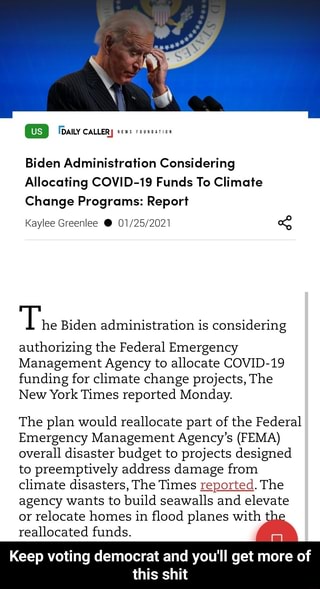 US DAILY CALLER NEWS FOUNDATION
Biden Administration Considering
Allocating COVID-19 Funds To Climate
Change Programs: Report
Kaylee Greenlee ● 01/25/2021
The Biden administration is considering
authorizing the Federal Emergency
Management Agency to allocate COVID-19
funding for climate change projects, The
New York Times reported Monday.
The plan would reallocate part of the Federal
Emergency Management Agency's (FEMA)
overall disaster budget to projects designed
to preemptively address damage from
climate disasters, The Times reported. The
agency wants to build seawalls and elevate
or relocate homes in flood planes with the
reallocated funds.
Keep voting democrat and you'll get more of
this shit